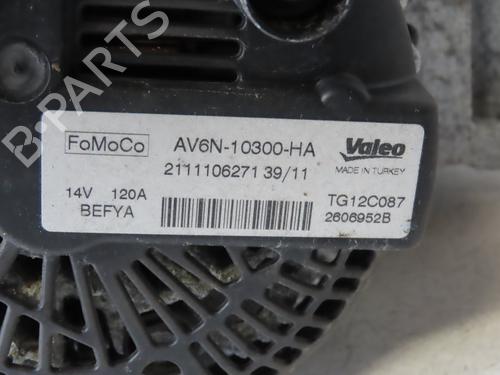 B-PARTS
FoMoCo
AV6N-10300-HA
Valeo
2111106271 39/11
MADE IN TURKEY
14V 120A
TG12C087
BEFYA
2606952B